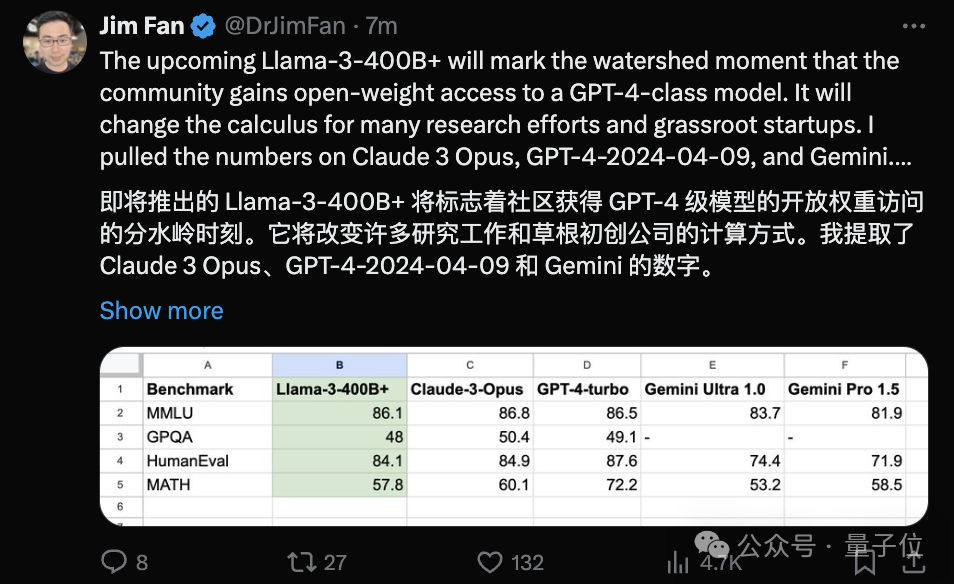 Jim Fan @DrJimFan · 7m
The upcoming Llama-3-400B+ will mark the watershed moment that the
community gains open-weight access to a GPT-4-class model. It will
change the calculus for many research efforts and grassroot startups. I
pulled the numbers on Claude 3 Opus, GPT-4-2024-04-09, and Gemini....
即将推出的 Llama-3-400B+ 将标志着社区获得 GPT-4 级模型的开放权重访问
的分水岭时刻。它将改变许多研究工作和草根初创公司的计算方式。我提取了
Claude 3 Opus、GPT-4-2024-04-09 和 Gemini 的数字。
Show more
A B C D E F
1 Benchmark Llama-3-400B+ Claude-3-Opus GPT-4-turbo Gemini Ultra 1.0 Gemini Pro 1.5
2 MMLU 86.1 86.8 86.5 83.7 81.9
3 GPQA 48 50.4 49.1 - -
4 HumanEval 84.1 84.9 87.6 74.4 71.9
5 MATH 57.8 60.1 72.2 53.2 58.5
6
8 27 132 4.7K
公众号 · 量子位